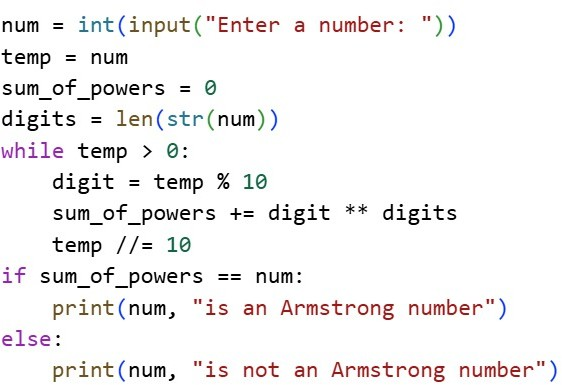 num = int(input("Enter a number: "))
temp = num
sum_of_powers = 0
digits = len(str(num))
while temp > 0:
    digit = temp % 10
    sum_of_powers += digit ** digits
    temp //= 10
if sum_of_powers == num:
    print(num, "is an Armstrong number")
else:
    print(num, "is not an Armstrong number")